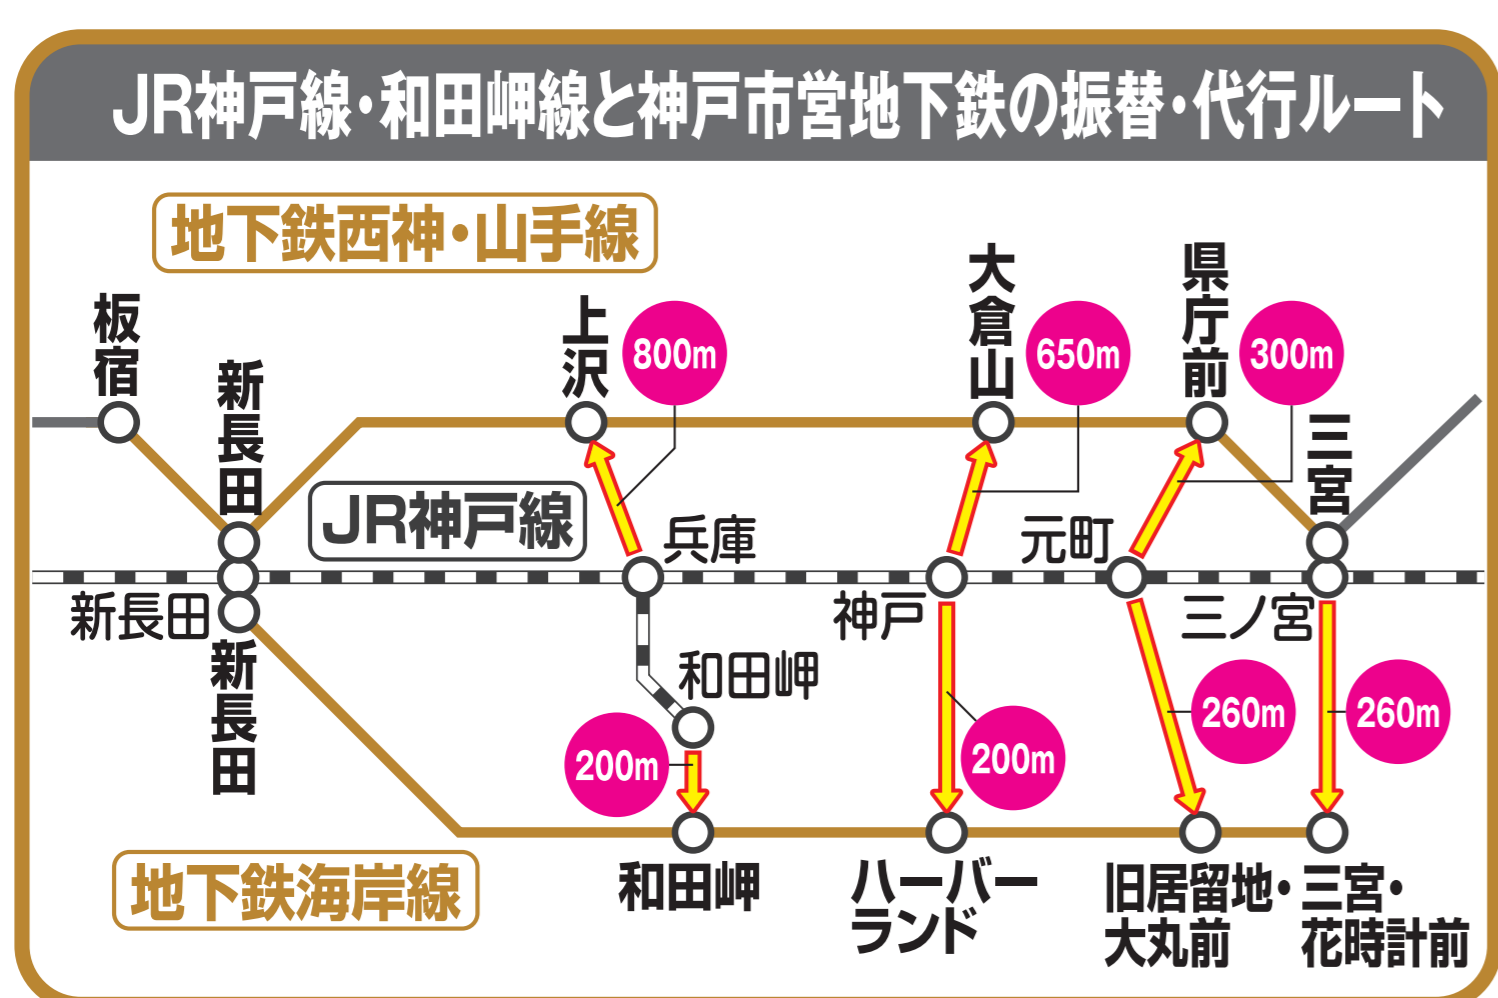 JR神戸線・和田岬線と神戸市営地下鉄の振替・代行ルート
地下鉄西神・山手線
板宿
新長田
上沢
800m
大倉山
650m
県庁前
300m
三宮
JR神戸線
兵庫
元町
新長田
神戸
三ノ宮
新長田
和田岬
200m
200m
260m
260m
地下鉄海岸線
和田岬
ハーバー
ランド
旧居留地・
大丸前
三宮・
花時計前